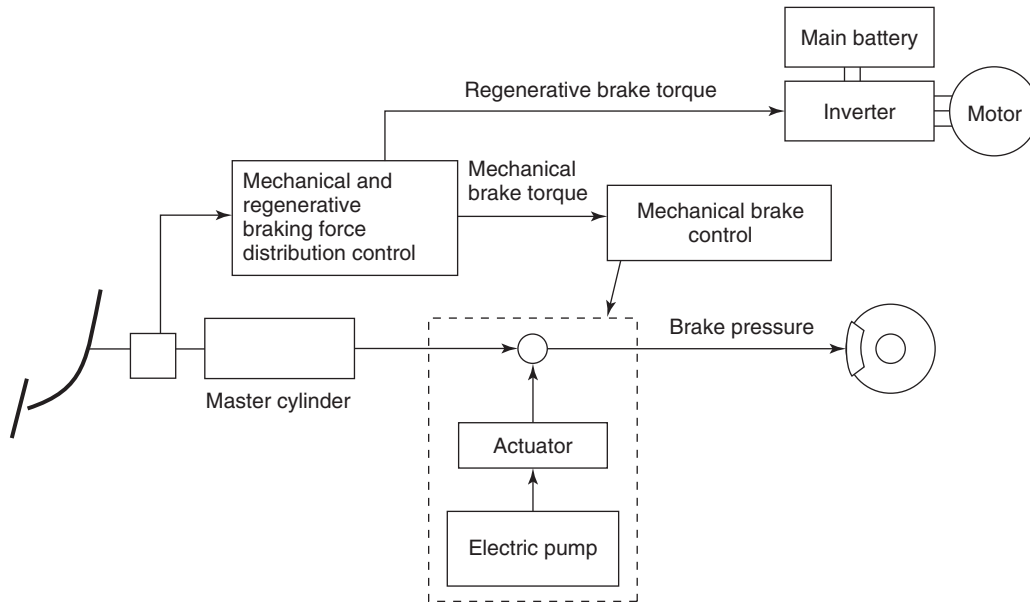 Main battery
Regenerative brake torque
Inverter
Motor
Mechanical
brake torque
Mechanical and
regenerative
braking force
distribution control
Mechanical brake
control
Brake pressure
Master cylinder
Actuator
Electric pump